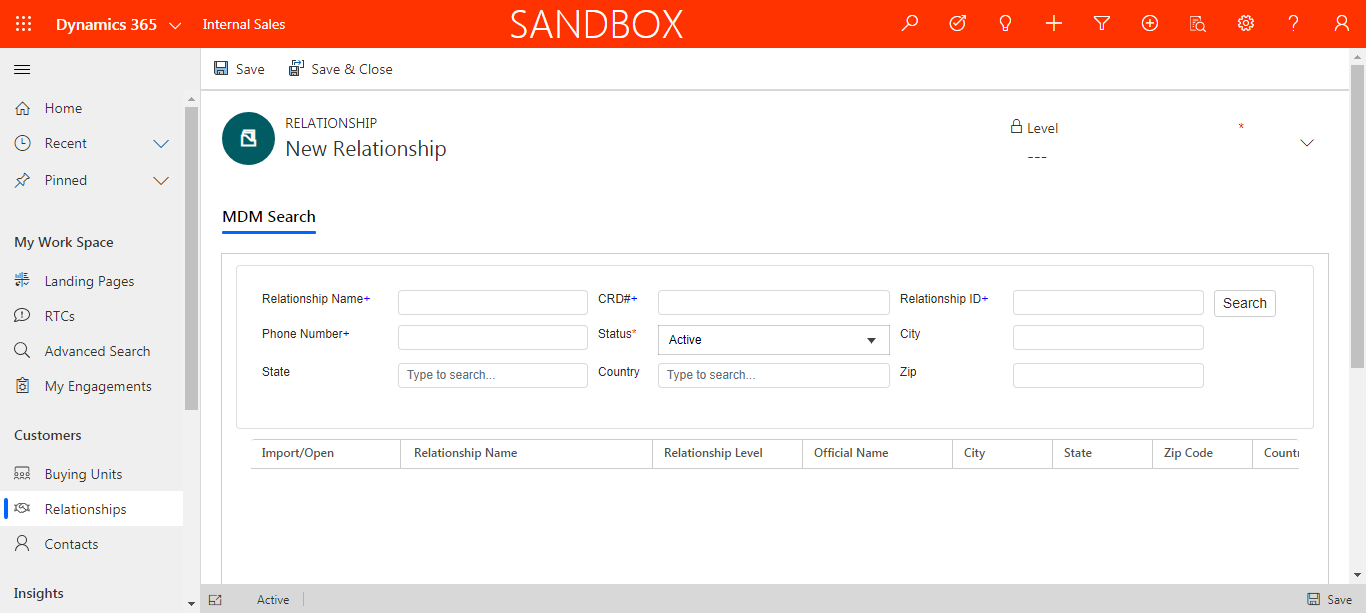 Dynamics 365
Internal Sales
SANDBOX
Save
Save & Close
Home
Recent
Pinned
My Work Space
Landing Pages
RTCs
Advanced Search
My Engagements
Customers
Buying Units
Relationships
Contacts
Insights
RELATIONSHIP
New Relationship
Level
*
---
MDM Search
Relationship Name+
CRD#+
Relationship ID+
Search
Phone Number+
Status*
Active
City
State
Type to search...
Country
Type to search...
Zip
Import/Open
Relationship Name
Relationship Level
Official Name
City
State
Zip Code
Countr
Active
Save